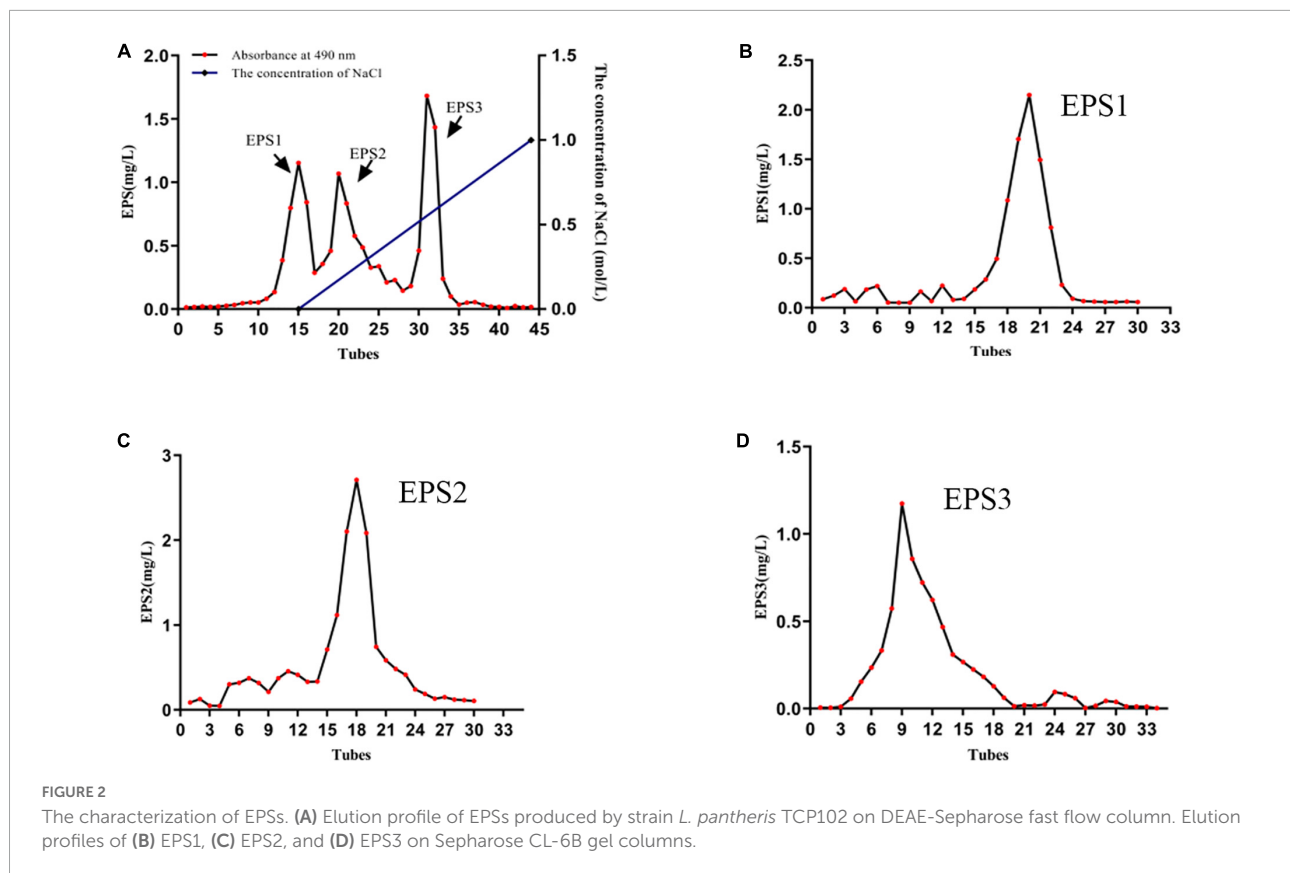 A
Absorbance at 490 nm
The concentration of NaCl
EPS(mg/L)
2.0
1.5
1.0
0.5
0.0
EPS1
EPS2
EPS3
1.5
1.0
0.5
0.0
The concentration of NaCl
(mol/L)
0 5 10 15 20 25 30 35 40 45
Tubes
B
EPS1(mg/L)
2.5
2.0
1.5
1.0
0.5
0.0
EPS1
0 3 6 9 12 15 18 21 24 27 30 33
Tubes
C
EPS2(mg/L)
3
2
1
0
EPS2
0 3 6 9 12 15 18 21 24 27 30 33
Tubes
D
EPS3(mg/L)
1.5
1.0
0.5
0.0
EPS3
0 3 6 9 12 15 18 21 24 27 30 33
Tubes
FIGURE 2
The characterization of EPSs. (A) Elution profile of EPSs produced by strain L. pantheris TCP102 on DEAE-Sepharose fast flow column. Elution
profiles of (B) EPS1, (C) EPS2, and (D) EPS3 on Sepharose CL-6B gel columns.